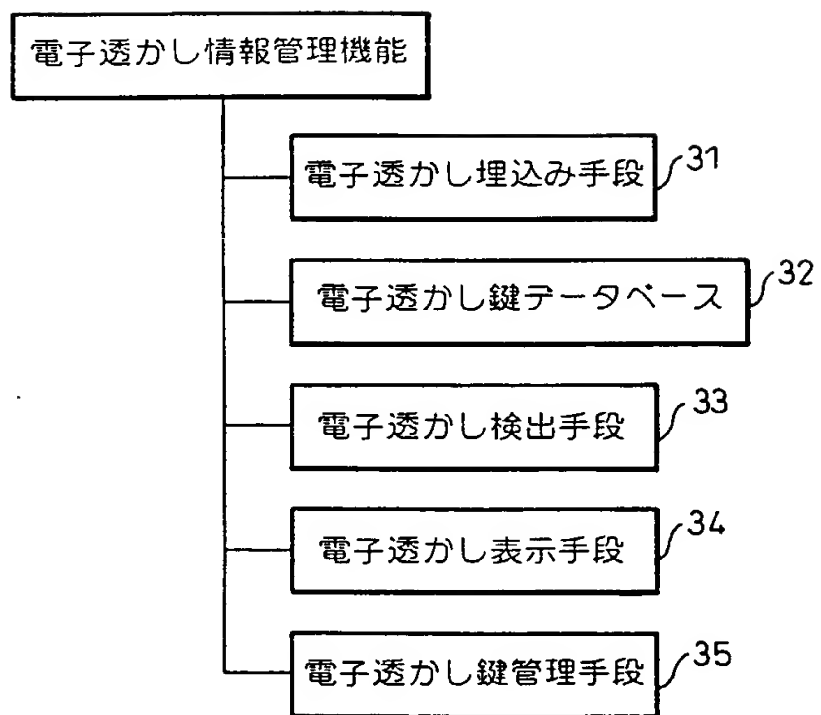 電子透かし情報管理機能
電子透かし埋込み手段 31
電子透かし鍵データベース 32
電子透かし検出手段 33
電子透かし表示手段 34
電子透かし鍵管理手段 35